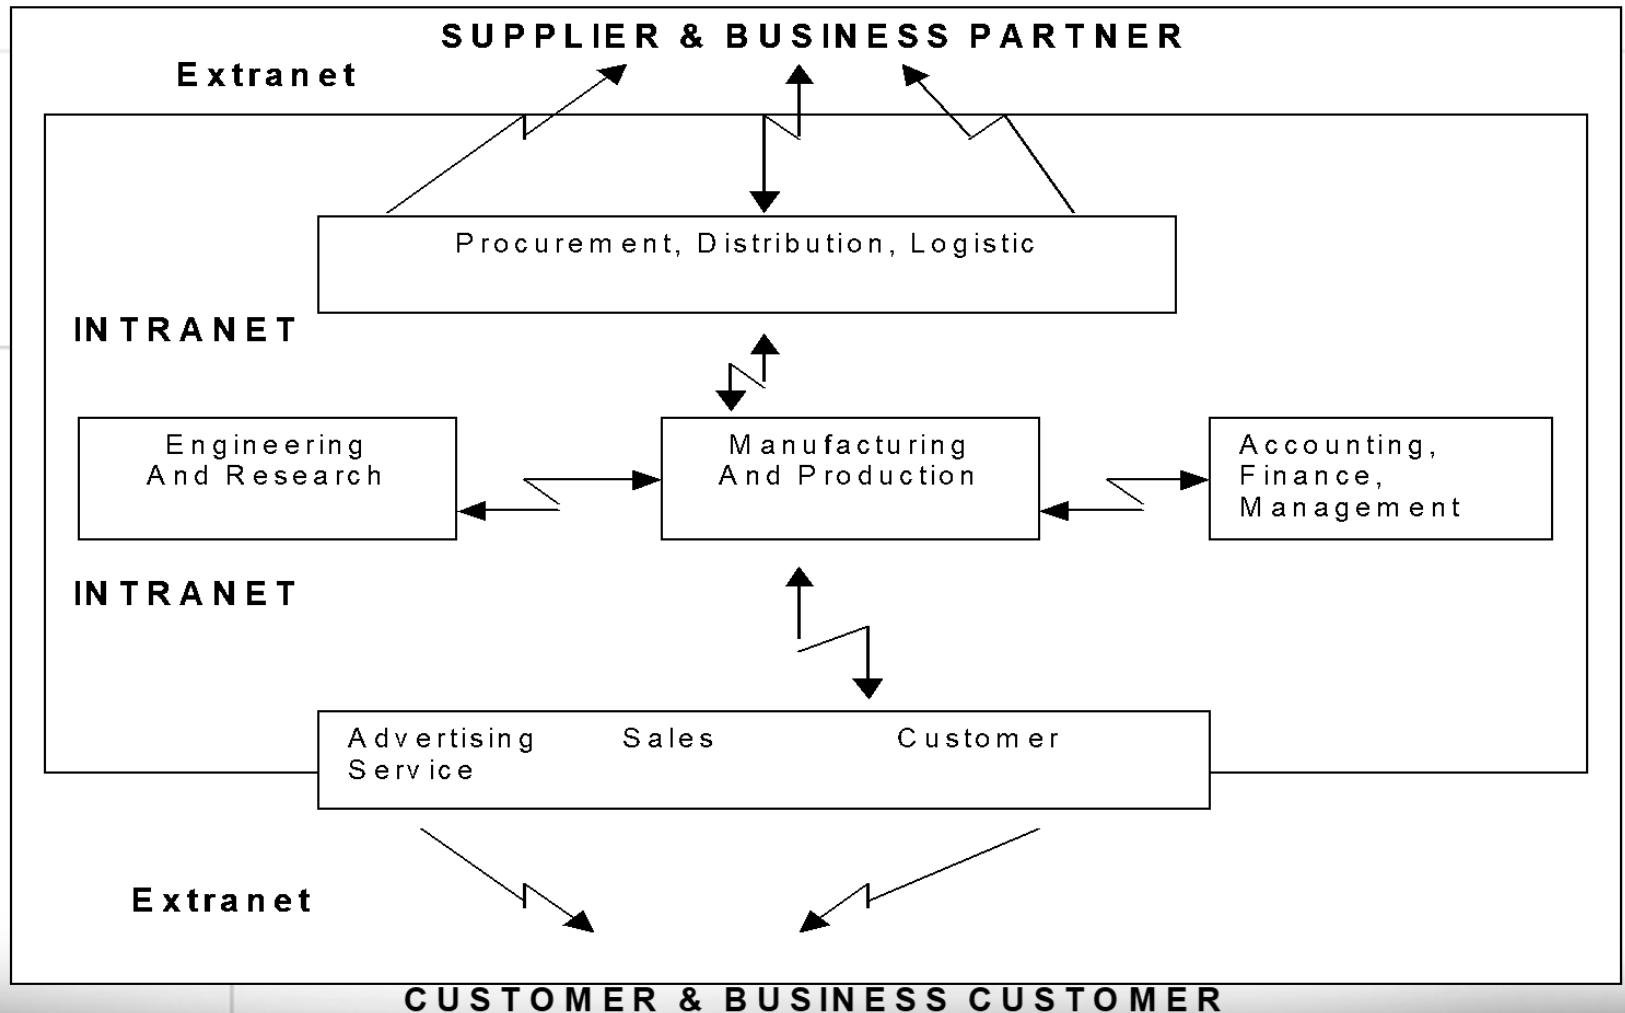 SUPPLIER & BUSINESS PARTNER
Extranet
Procurement, Distribution, Logistic
INTRANET
Engineering
And Research
Manufacturing
And Production
Accounting,
Finance,
Management
INTRANET
Advertising Sales Customer
Service
Extranet
CUSTOMER & BUSINESS CUSTOMER